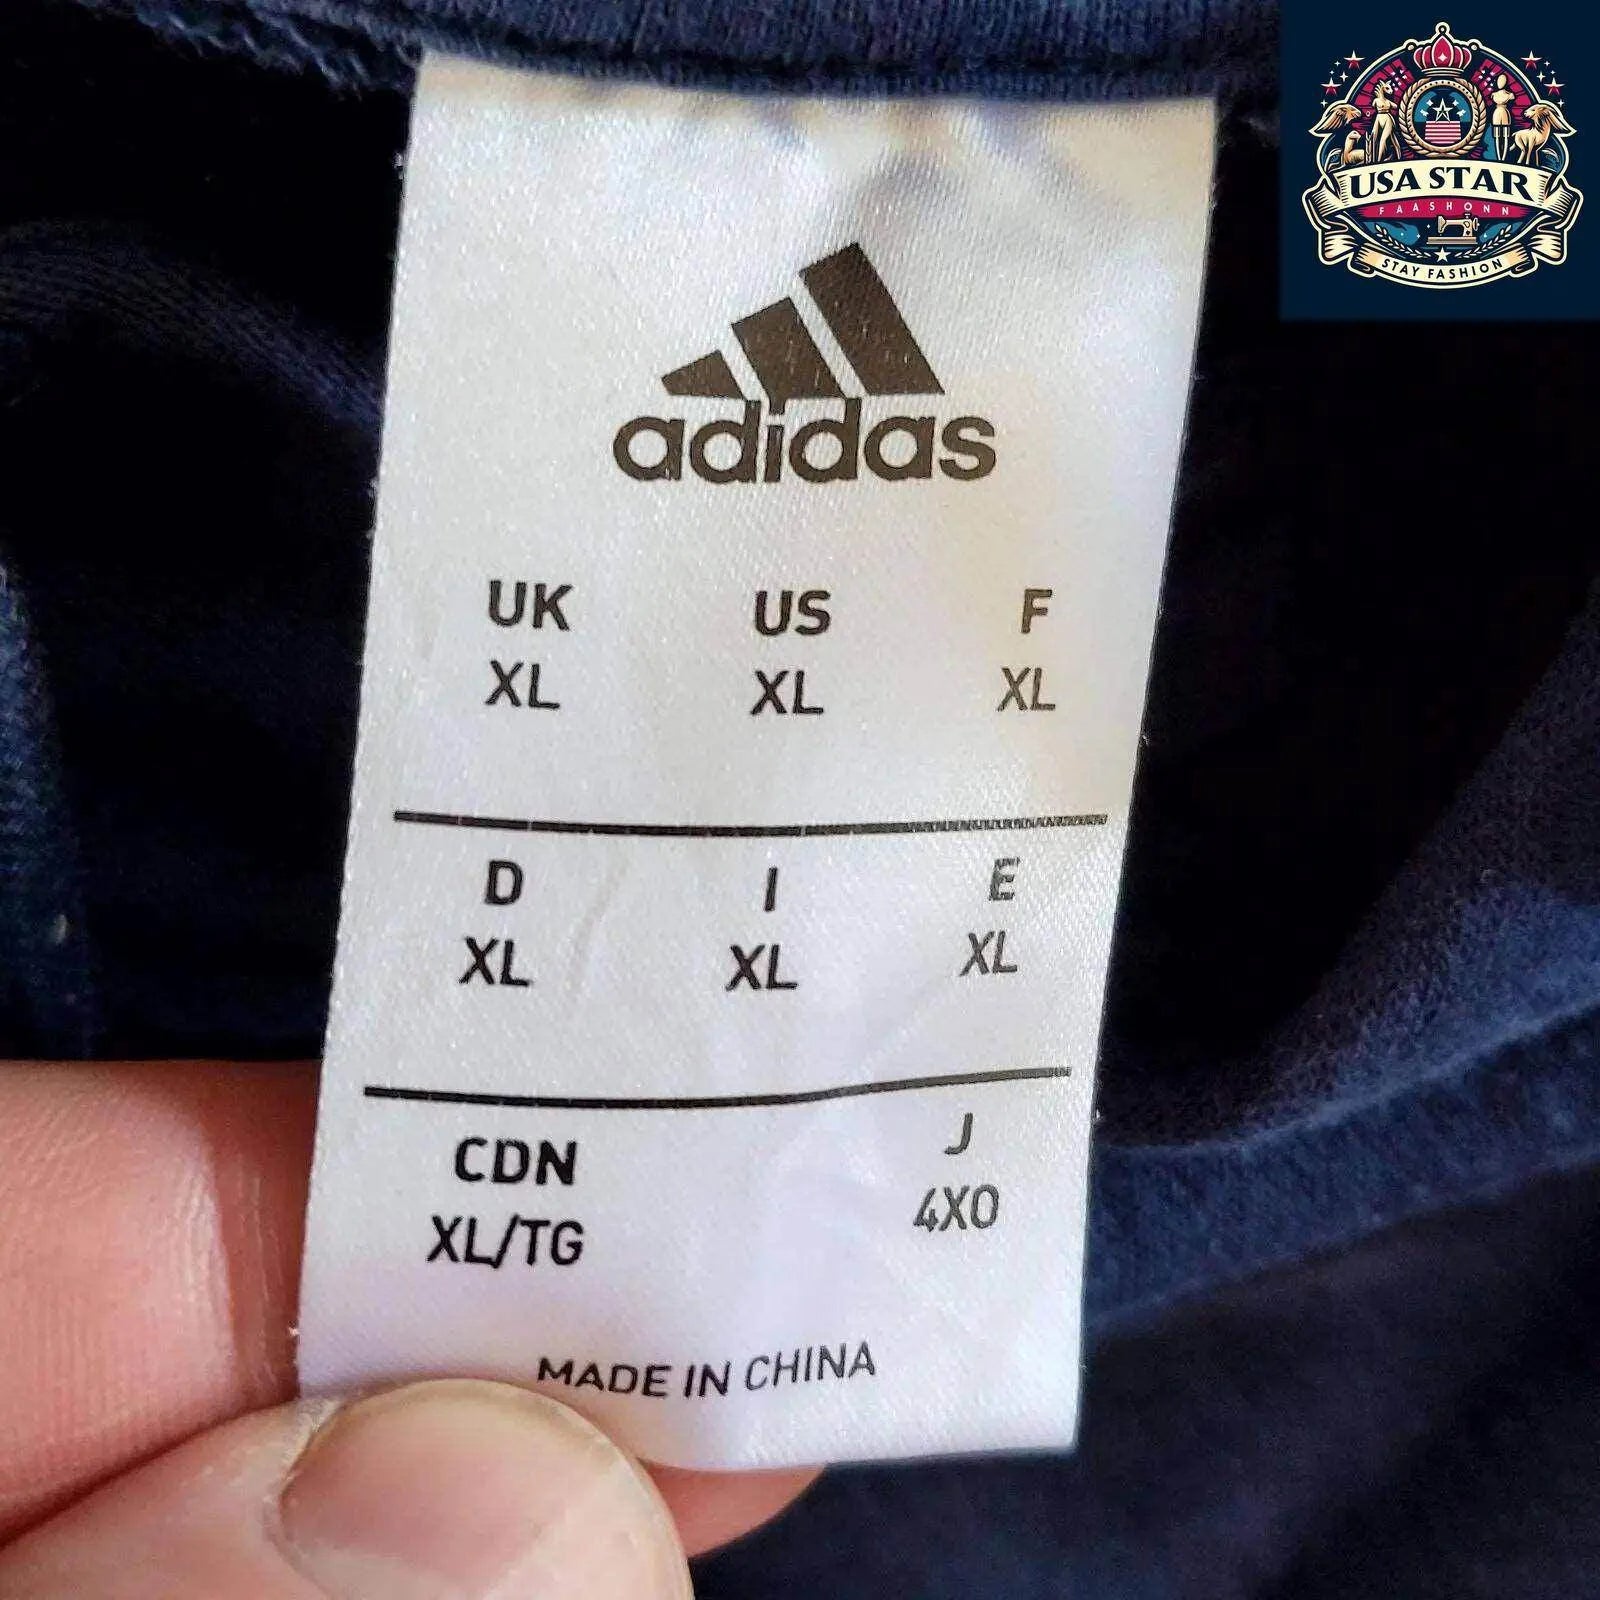 adidas
UK US F
XL XL XL
D I E
XL XL XL
CDN J
XL/TG 4XO
MADE IN CHINA
USA STAR
FAASHONN
STAY FASHION